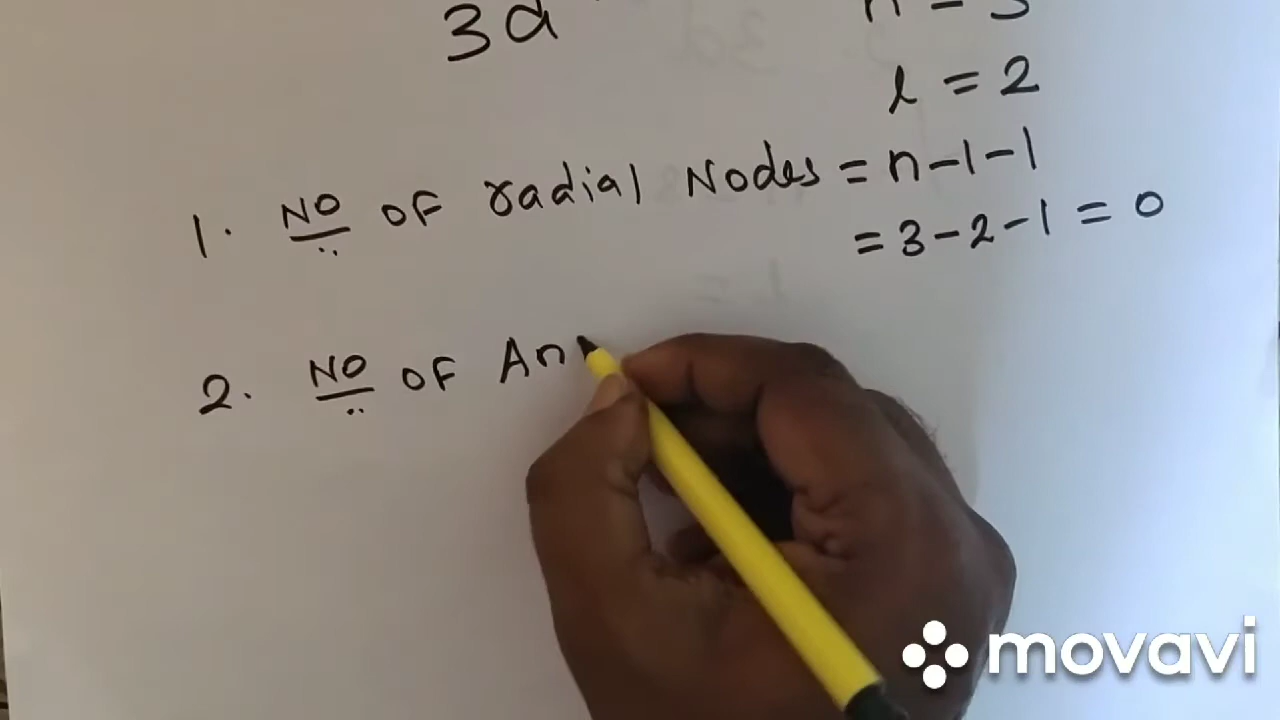 3d
n = 3
l = 2
1. NO of radial Nodes = n-l-1
= 3-2-1 = 0
2. NO of An
movavi